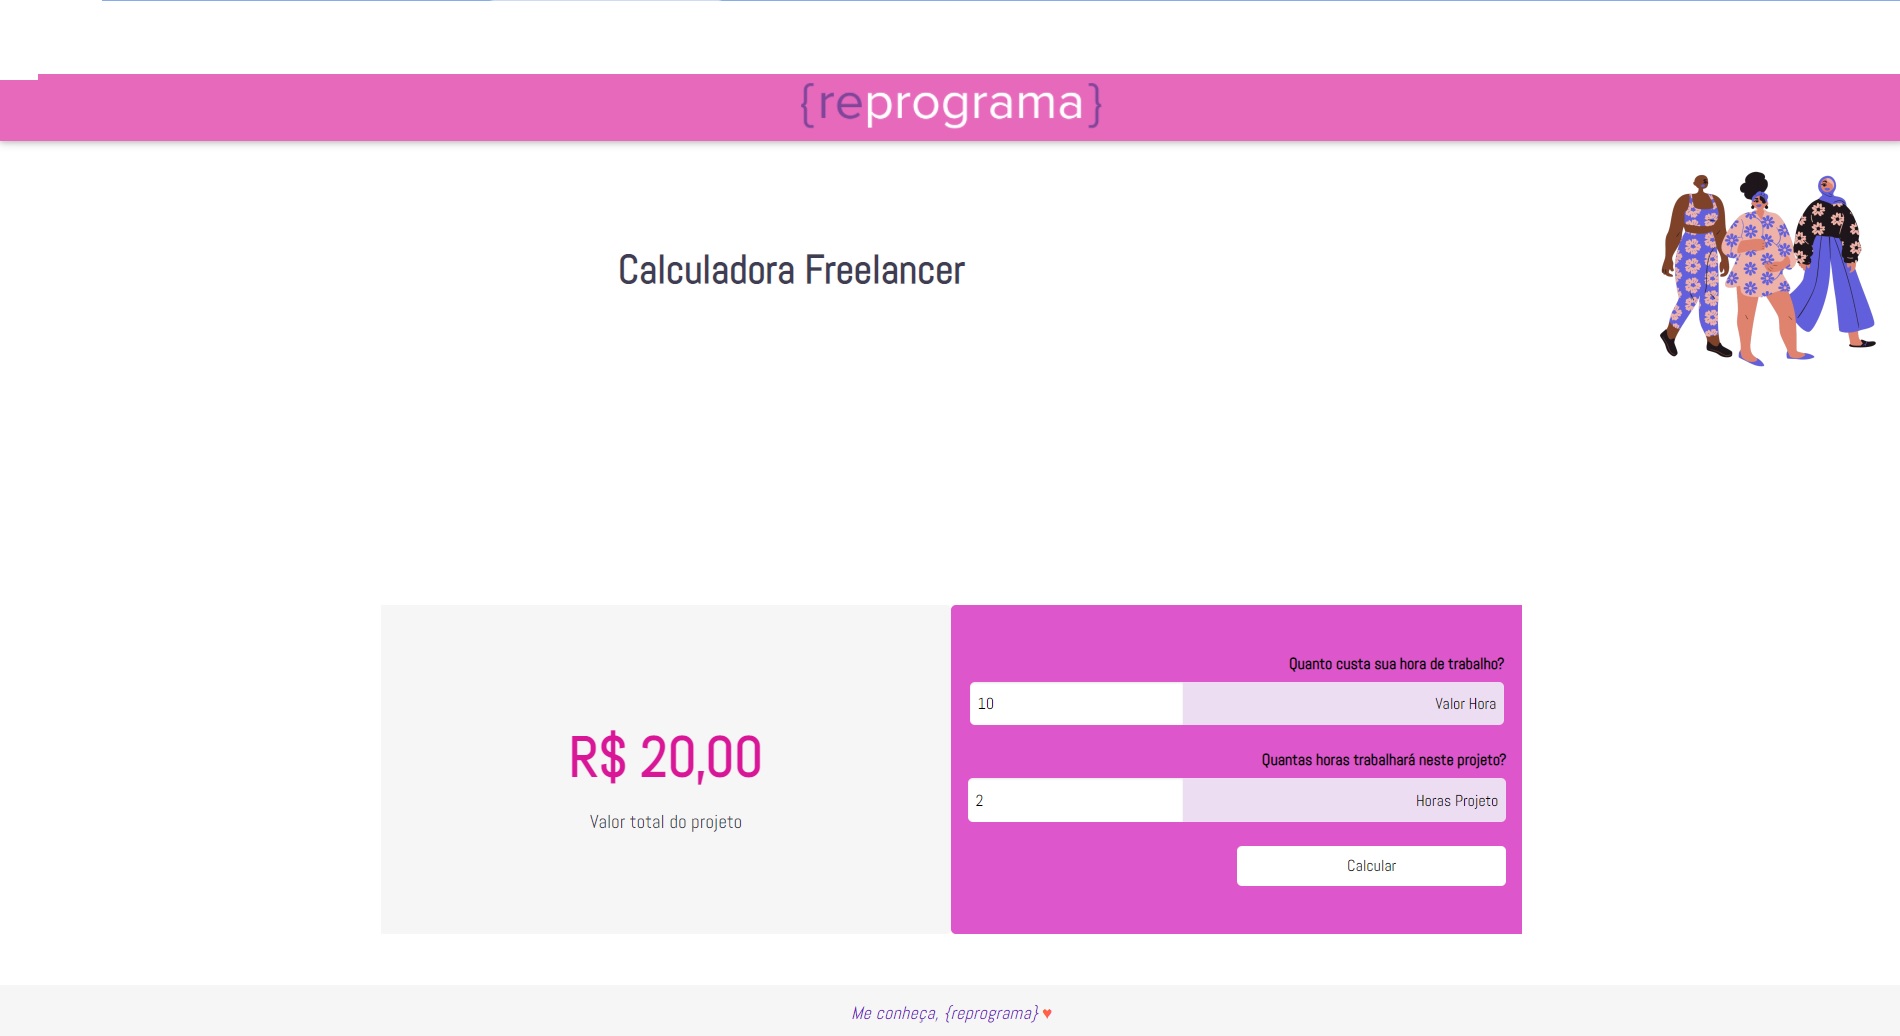 {reprograma}
Calculadora Freelancer
R$ 20,00
Valor total do projeto
Quanto custa sua hora de trabalho?
10 Valor Hora
Quantas horas trabalhará neste projeto?
2 Horas Projeto
Calcular
Me conheça, {reprograma} ♥